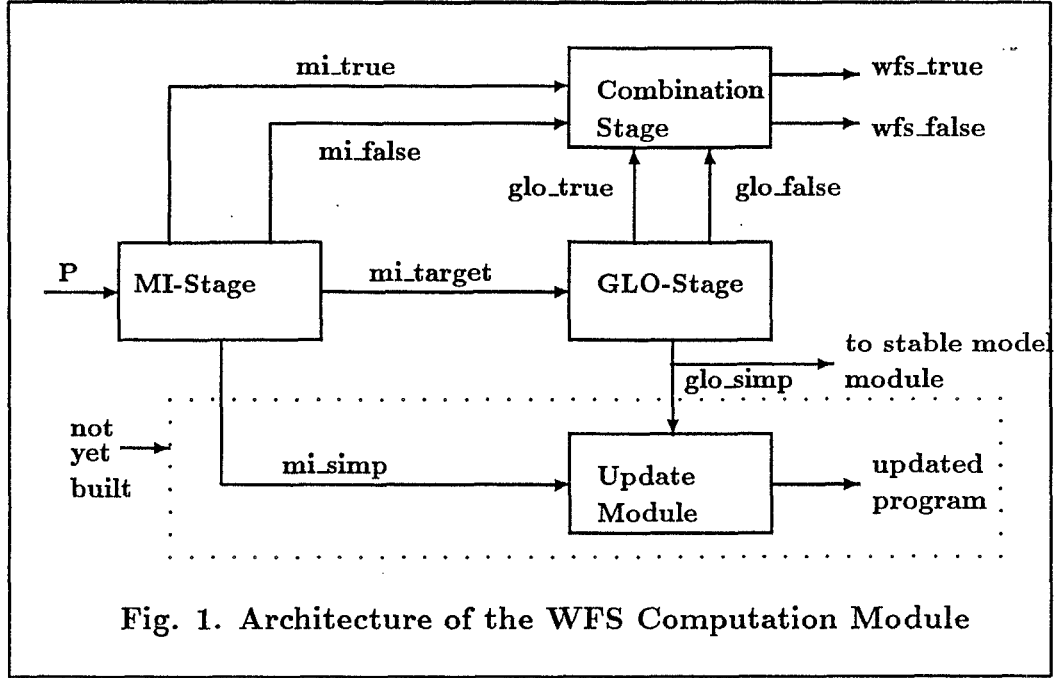 mi_true
wfs_true
Combination
Stage
wfs_false
mi_false
glo_true
glo_false
P
MI-Stage
mi_target
GLO-Stage
to stable model
module
glo_simp
not
yet
built
mi_simp
Update
Module
updated
program
Fig. 1. Architecture of the WFS Computation Module